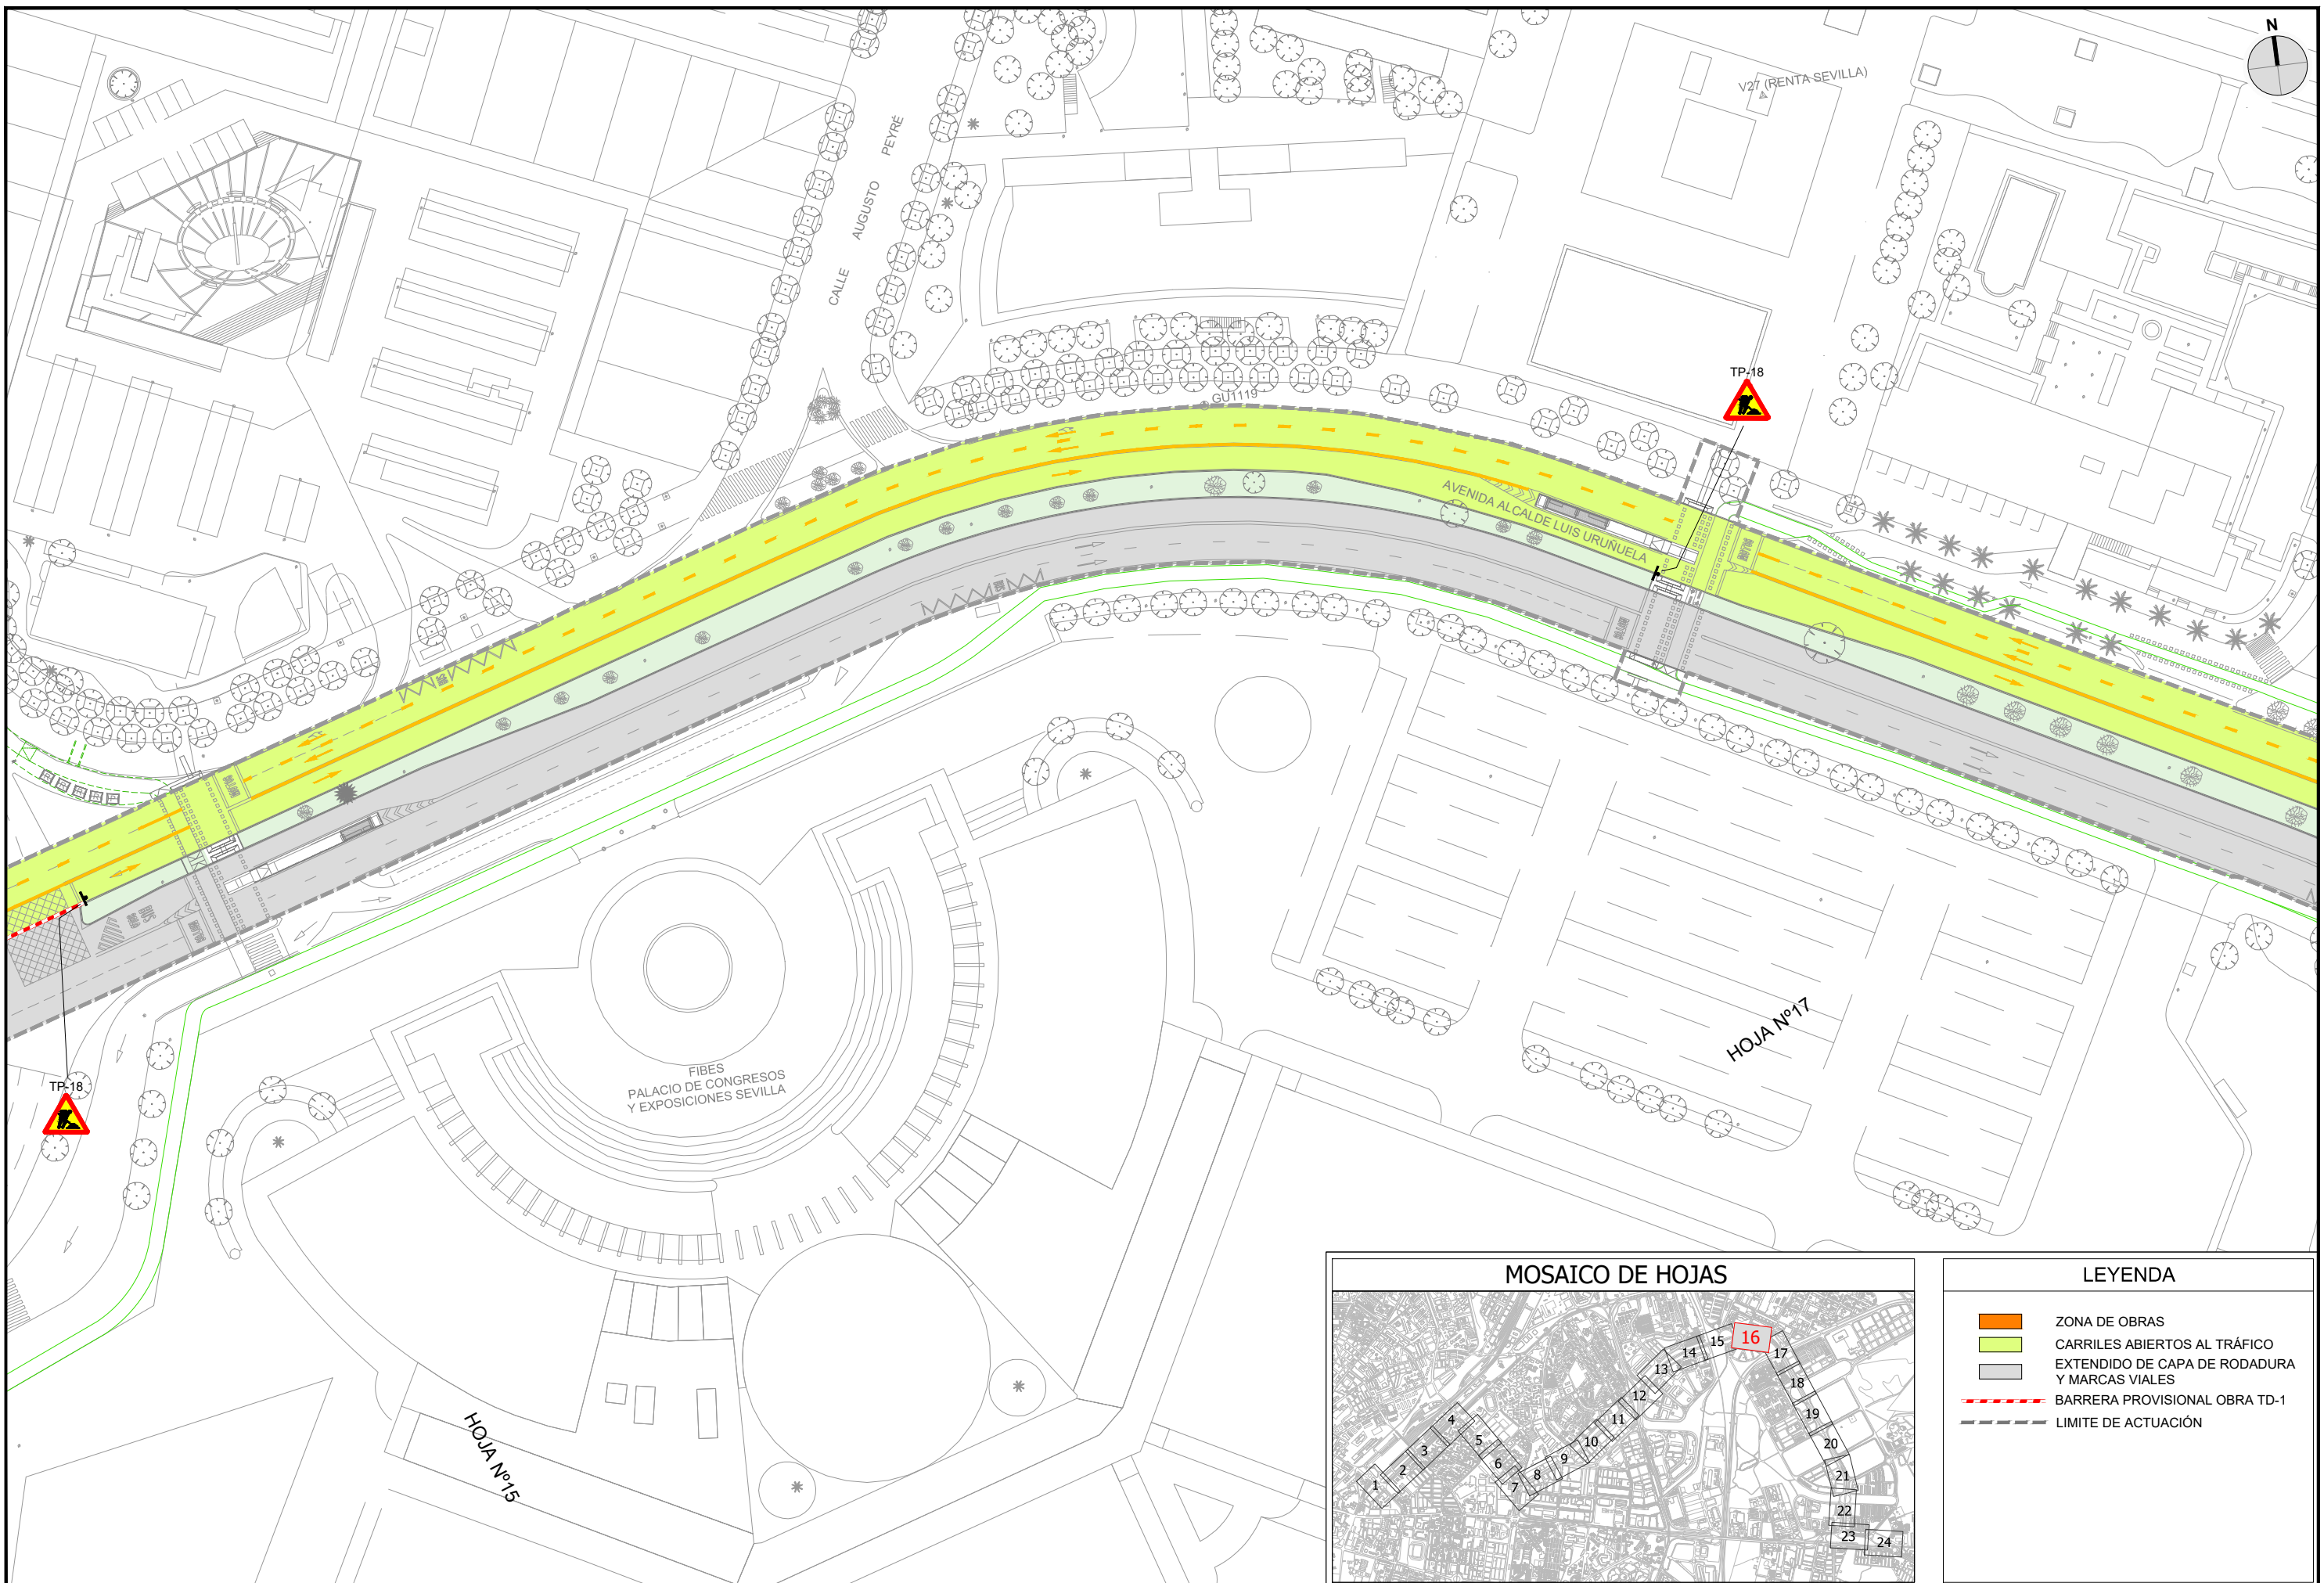 N
V27 (RENTA SEVILLA)
CALLE AUGUSTO PEYRÉ
GU1119
TP-18
AVENIDA ALCALDE LUIS URUÑUELA
BUS
HOJA Nº17
FIBES
PALACIO DE CONGRESOS
Y EXPOSICIONES SEVILLA
TP-18
HOJA Nº15
MOSAICO DE HOJAS
1
2
3
4
5
6
7
8
9
10
11
12
13
14
15
16
17
18
19
20
21
22
23
24
LEYENDA
ZONA DE OBRAS
CARRILES ABIERTOS AL TRÁFICO
EXTENDIDO DE CAPA DE RODADURA
Y MARCAS VIALES
BARRERA PROVISIONAL OBRA TD-1
LIMITE DE ACTUACIÓN